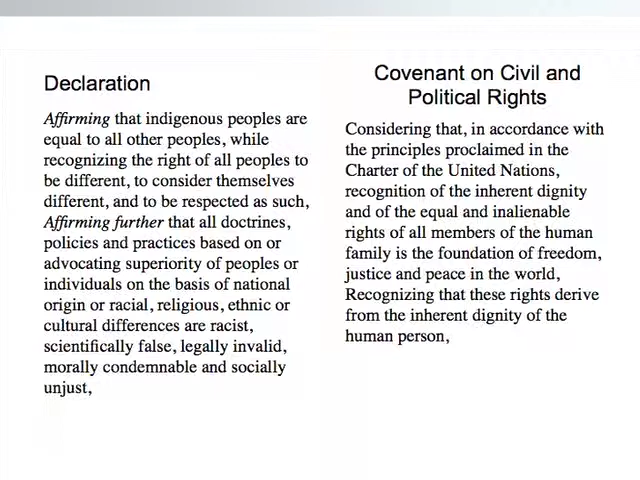 Declaration
Affirming that indigenous peoples are
equal to all other peoples, while
recognizing the right of all peoples to
be different, to consider themselves
different, and to be respected as such,
Affirming further that all doctrines,
policies and practices based on or
advocating superiority of peoples or
individuals on the basis of national
origin or racial, religious, ethnic or
cultural differences are racist,
scientifically false, legally invalid,
morally condemnable and socially
unjust,
Covenant on Civil and
Political Rights
Considering that, in accordance with
the principles proclaimed in the
Charter of the United Nations,
recognition of the inherent dignity
and of the equal and inalienable
rights of all members of the human
family is the foundation of freedom,
justice and peace in the world,
Recognizing that these rights derive
from the inherent dignity of the
human person,